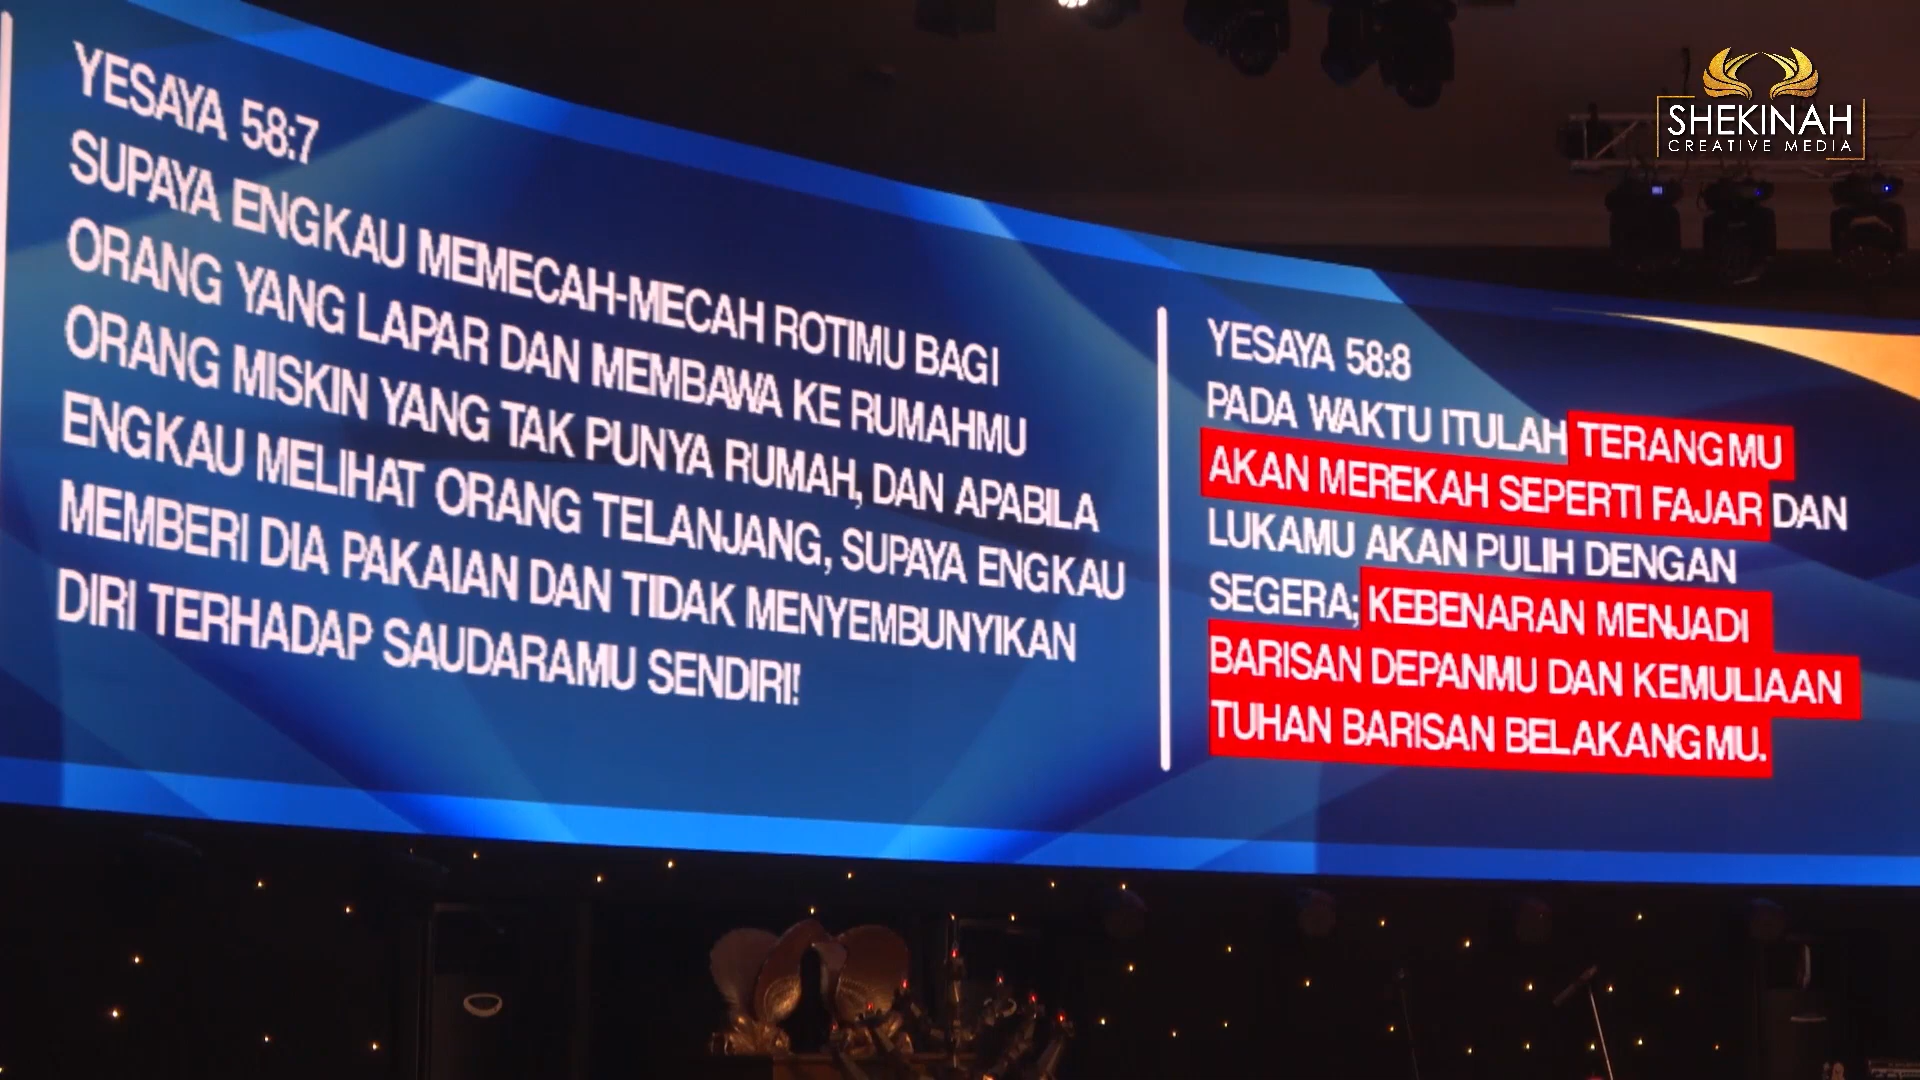 YESAYA 58:7
SUPAYA ENGKAU MEMECAH-MECAH ROTIMU BAGI
ORANG YANG LAPAR DAN MEMBAWA KE RUMAHMU
ORANG MISKIN YANG TAK PUNYA RUMAH, DAN APABILA
ENGKAU MELIHAT ORANG TELANJANG, SUPAYA ENGKAU
MEMBERI DIA PAKAIAN DAN TIDAK MENYEMBUNYIKAN
DIRI TERHADAP SAUDARAMU SENDIRI!
YESAYA 58:8
PADA WAKTU ITULAH TERANGMU
AKAN MEREKAH SEPERTI FAJAR DAN
LUKAMU AKAN PULIH DENGAN
SEGERA; KEBENARAN MENJADI
BARISAN DEPANMU DAN KEMULIAAN
TUHAN BARISAN BELAKANGMU.
SHEKINAH
CREATIVE MEDIA